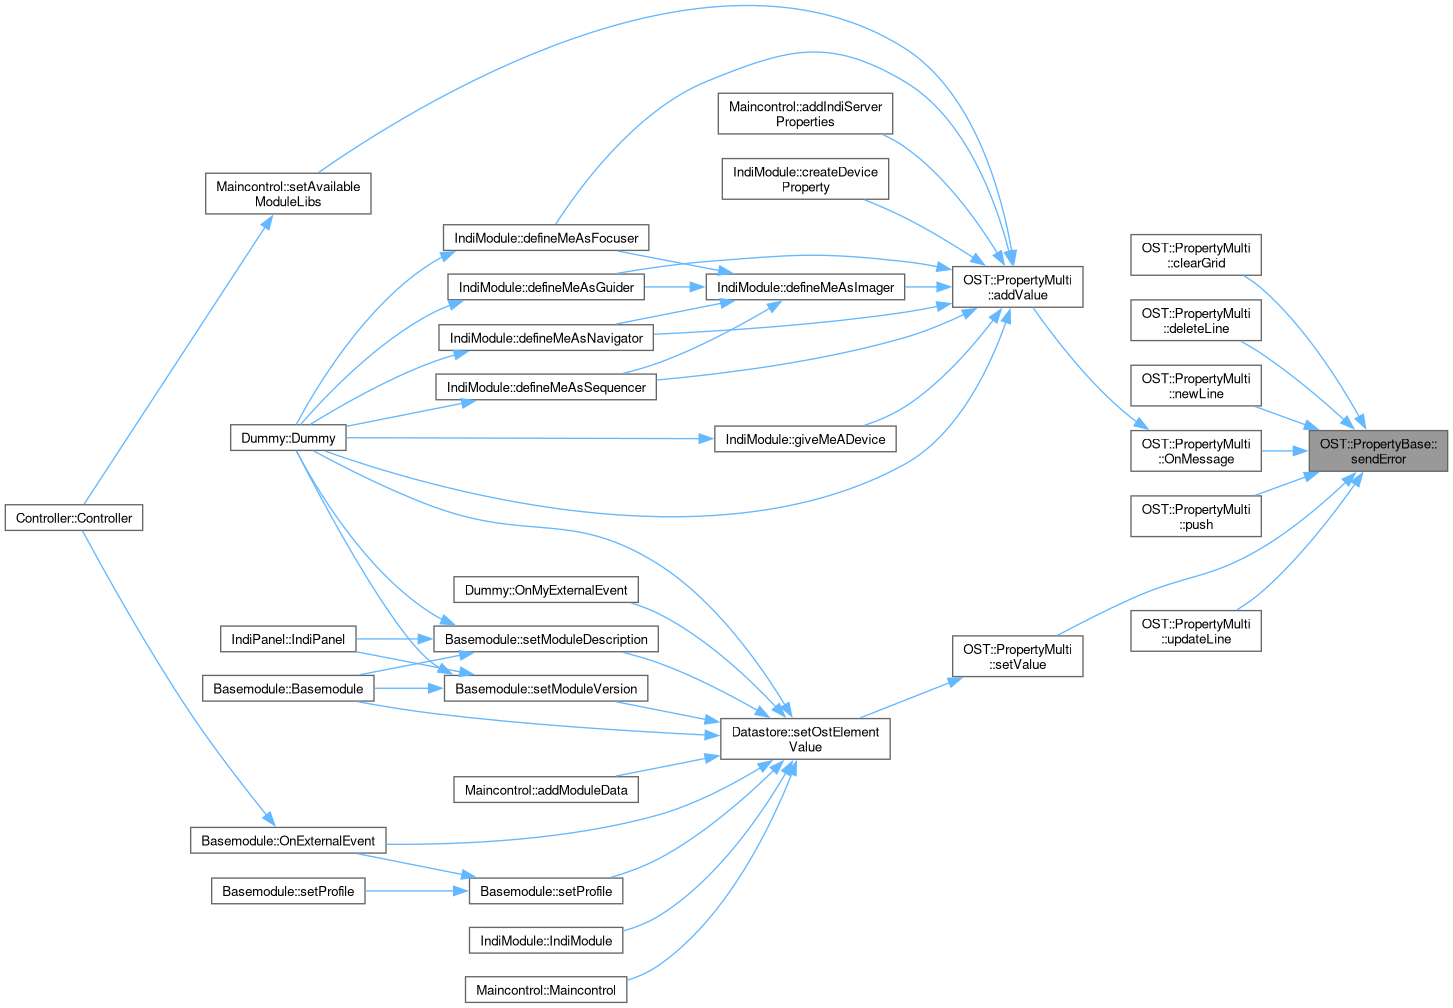 Maincontrol::addIndiServer
Properties
IndiModule::createDevice
Property
Maincontrol::setAvailable
ModuleLibs
IndiModule::defineMeAsFocuser
OST::PropertyMulti
::clearGrid
IndiModule::defineMeAsGuider
IndiModule::defineMeAsImager
OST::PropertyMulti
::addValue
OST::PropertyMulti
::deleteLine
IndiModule::defineMeAsNavigator
IndiModule::defineMeAsSequencer
OST::PropertyMulti
::newLine
Dummy::Dummy
IndiModule::giveMeADevice
OST::PropertyMulti
::OnMessage
OST::PropertyBase::
sendError
Controller::Controller
OST::PropertyMulti
::push
Dummy::OnMyExternalEvent
IndiPanel::IndiPanel
Basemodule::setModuleDescription
OST::PropertyMulti
::setValue
OST::PropertyMulti
::updateLine
Basemodule::Basemodule
Basemodule::setModuleVersion
Datastore::setOstElement
Value
Maincontrol::addModuleData
Basemodule::OnExternalEvent
Basemodule::setProfile
Basemodule::setProfile
IndiModule::IndiModule
Maincontrol::Maincontrol